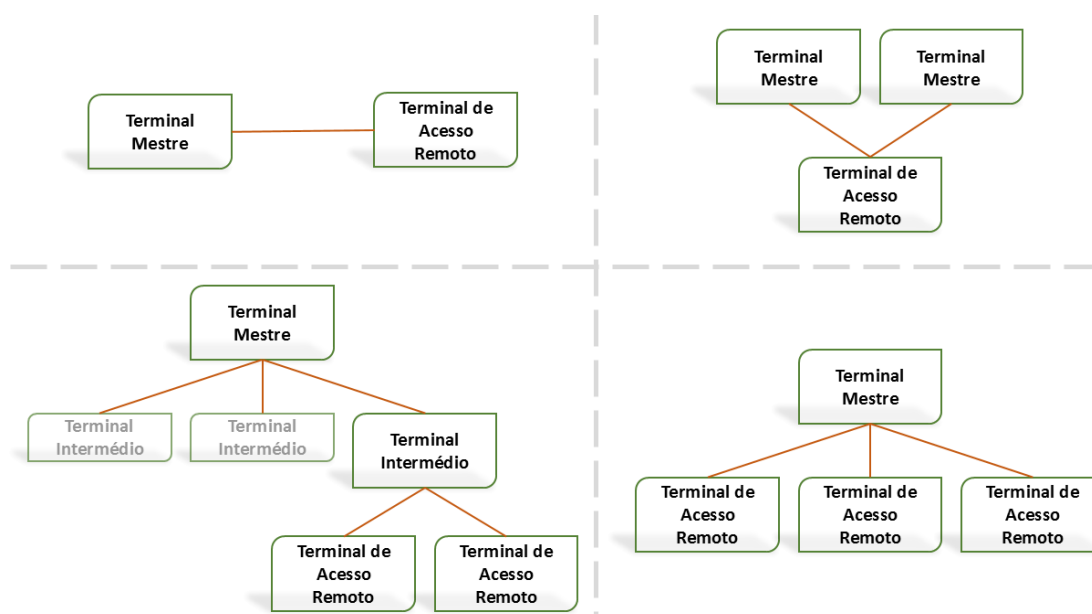 Terminal
Mestre
Terminal de
Acesso
Remoto
Terminal
Mestre
Terminal
Mestre
Terminal de
Acesso
Remoto
Terminal
Mestre
Terminal
Intermédio
Terminal
Intermédio
Terminal
Intermédio
Terminal de
Acesso
Remoto
Terminal de
Acesso
Remoto
Terminal
Mestre
Terminal de
Acesso
Remoto
Terminal de
Acesso
Remoto
Terminal de
Acesso
Remoto